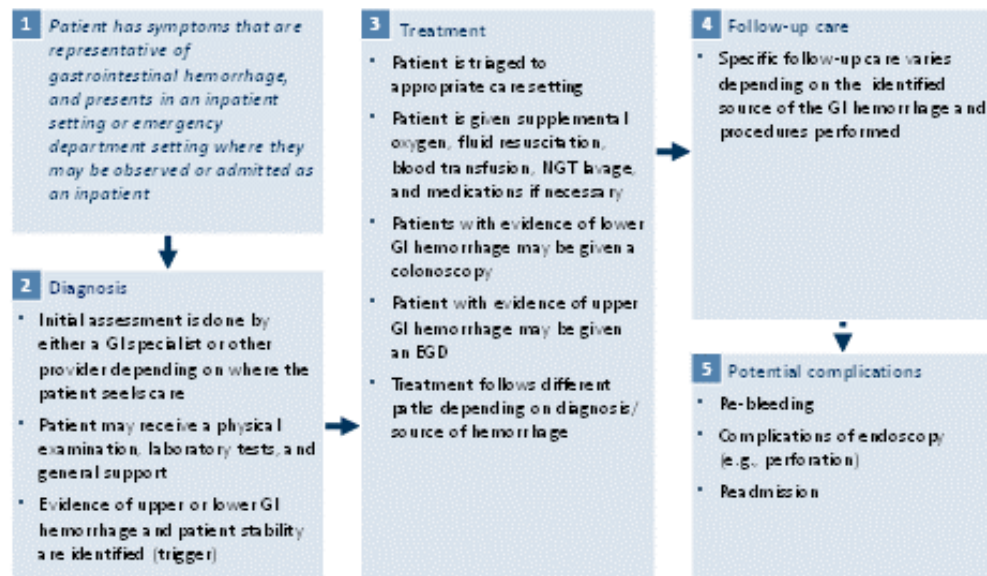 1 Patient has symptoms that are
representative of
gastrointestinal hemorrhage,
and presents in an inpatient
setting or emergency
department setting where they
may be observed or admitted as
an inpatient
2 Diagnosis
• Initial assessment is done by
either a GI specialist or other
provider depending on where the
patient seeks care
• Patient may receive a physical
examination, laboratory tests, and
general support
• Evidence of upper or lower GI
hemorrhage and patient stability
are identified (trigger)
3 Treatment
• Patient is triaged to
appropriate care setting
• Patient is given supplemental
oxygen, fluid resuscitation,
blood transfusion, NGT lavage,
and medications if necessary
• Patients with evidence of lower
GI hemorrhage may be given a
colonoscopy
• Patient with evidence of upper
GI hemorrhage may be given
an EGD
• Treatment follows different
paths depending on diagnosis/
source of hemorrhage
4 Follow-up care
• Specific follow-up care varies
depending on the identified
source of the GI hemorrhage and
procedures performed
5 Potential complications
• Re-bleeding
• Complications of endoscopy
(e.g., perforation)
• Readmission